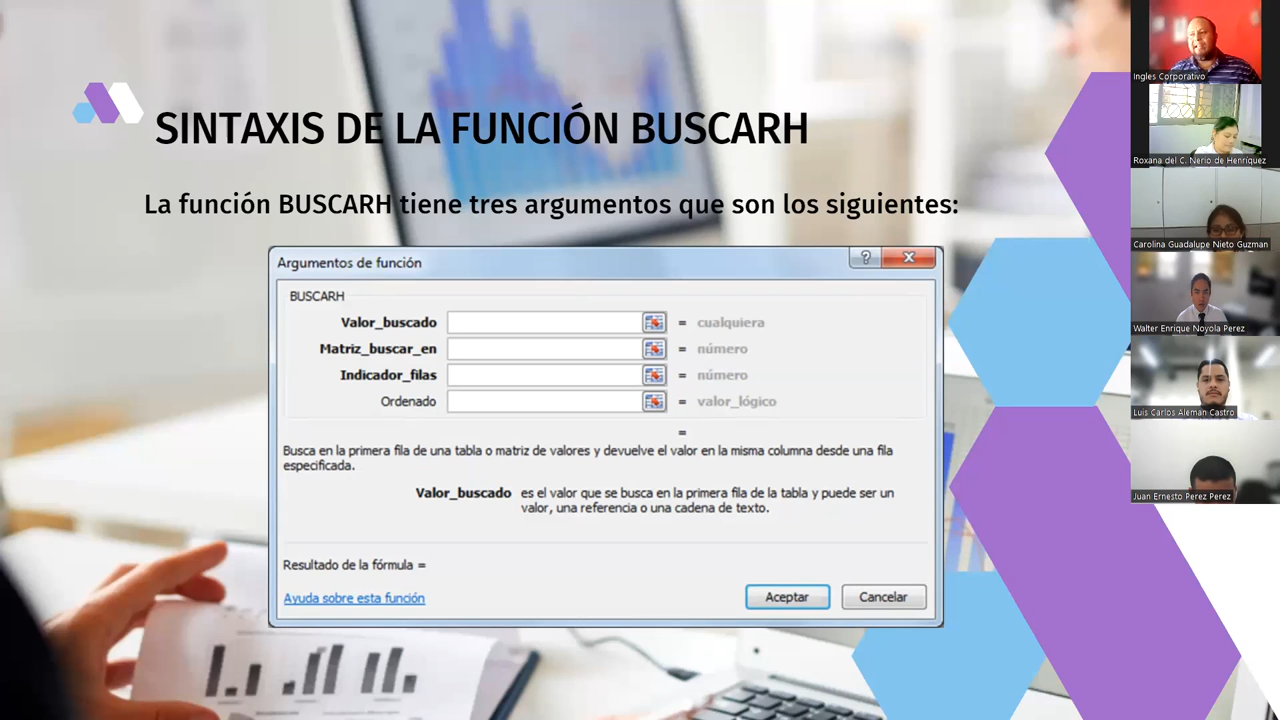 SINTAXIS DE LA FUNCIÓN BUSCARH
La función BUSCARH tiene tres argumentos que son los siguientes:
Argumentos de función
?
BUSCARH
Valor_buscado = cualquiera
Matriz_buscar_en = número
Indicador_filas = número
Ordenado = valor_lógico
=
Busca en la primera fila de una tabla o matriz de valores y devuelve el valor en la misma columna desde una fila
especificada.
Valor_buscado es el valor que se busca en la primera fila de la tabla y puede ser un
valor, una referencia o una cadena de texto.
Resultado de la fórmula =
Ayuda sobre esta función
Aceptar
Cancelar
Ingles Corporativo
Roxana del C. Nerio de Henríquez
Carolina Guadalupe Nieto Guzman
Walter Enrique Noyola Perez
Luis Carlos Aleman Castro
Juan Ernesto Perez Perez